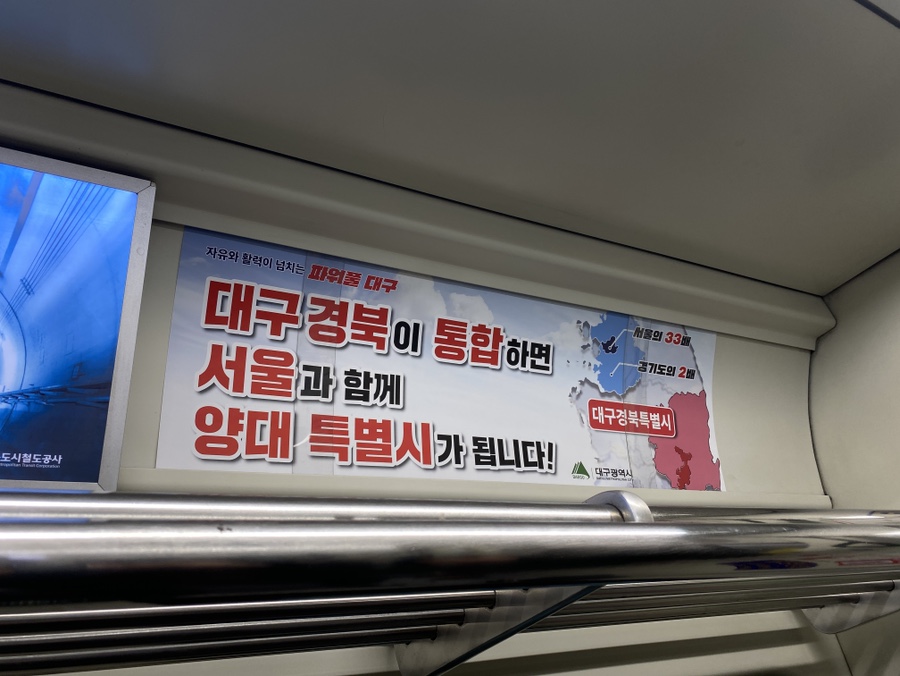 자유와 활력이 넘치는 파워풀 대구
대구 경북이 통합하면
서울과 함께
양대 특별시가 됩니다!
서울의 33배
경기도의 2배
대구경북특별시
대구광역시
도시철도공사